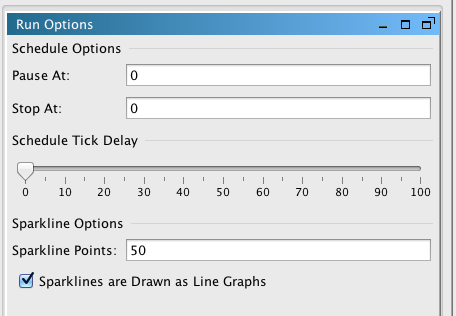 Run Options
Schedule Options
Pause At: 0
Stop At: 0
Schedule Tick Delay
0 10 20 30 40 50 60 70 80 90 100
Sparkline Options
Sparkline Points: 50
Sparklines are Drawn as Line Graphs